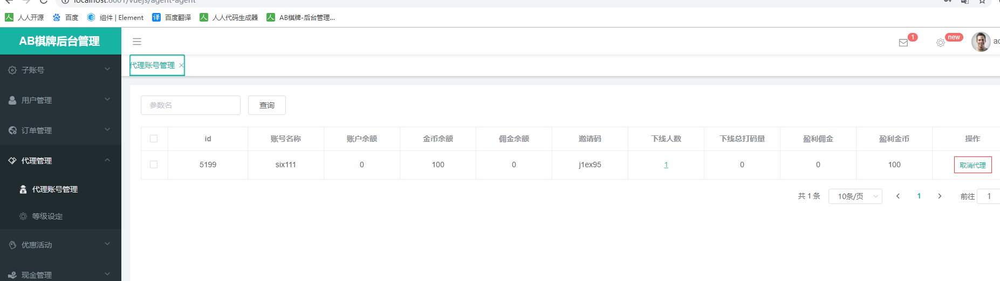 localhost:8001/vuejs/agent-agent
人人开源 百度 组件 | Element 译 百度翻译 人人代码生成器 AB棋牌-后台管理...
AB棋牌后台管理
1 new
代理账号管理
子账号
用户管理
订单管理
代理管理
代理账号管理
等级设定
优惠活动
现金管理
参数名 查询
id 账号名称 账户余额 金币余额 佣金余额 邀请码 下线人数 下线总打码量 盈利佣金 盈利金币 操作
5199 six111 0 100 0 j1ex95 1 0 0 100 取消代理
共 1 条 10条/页 1 前往 1